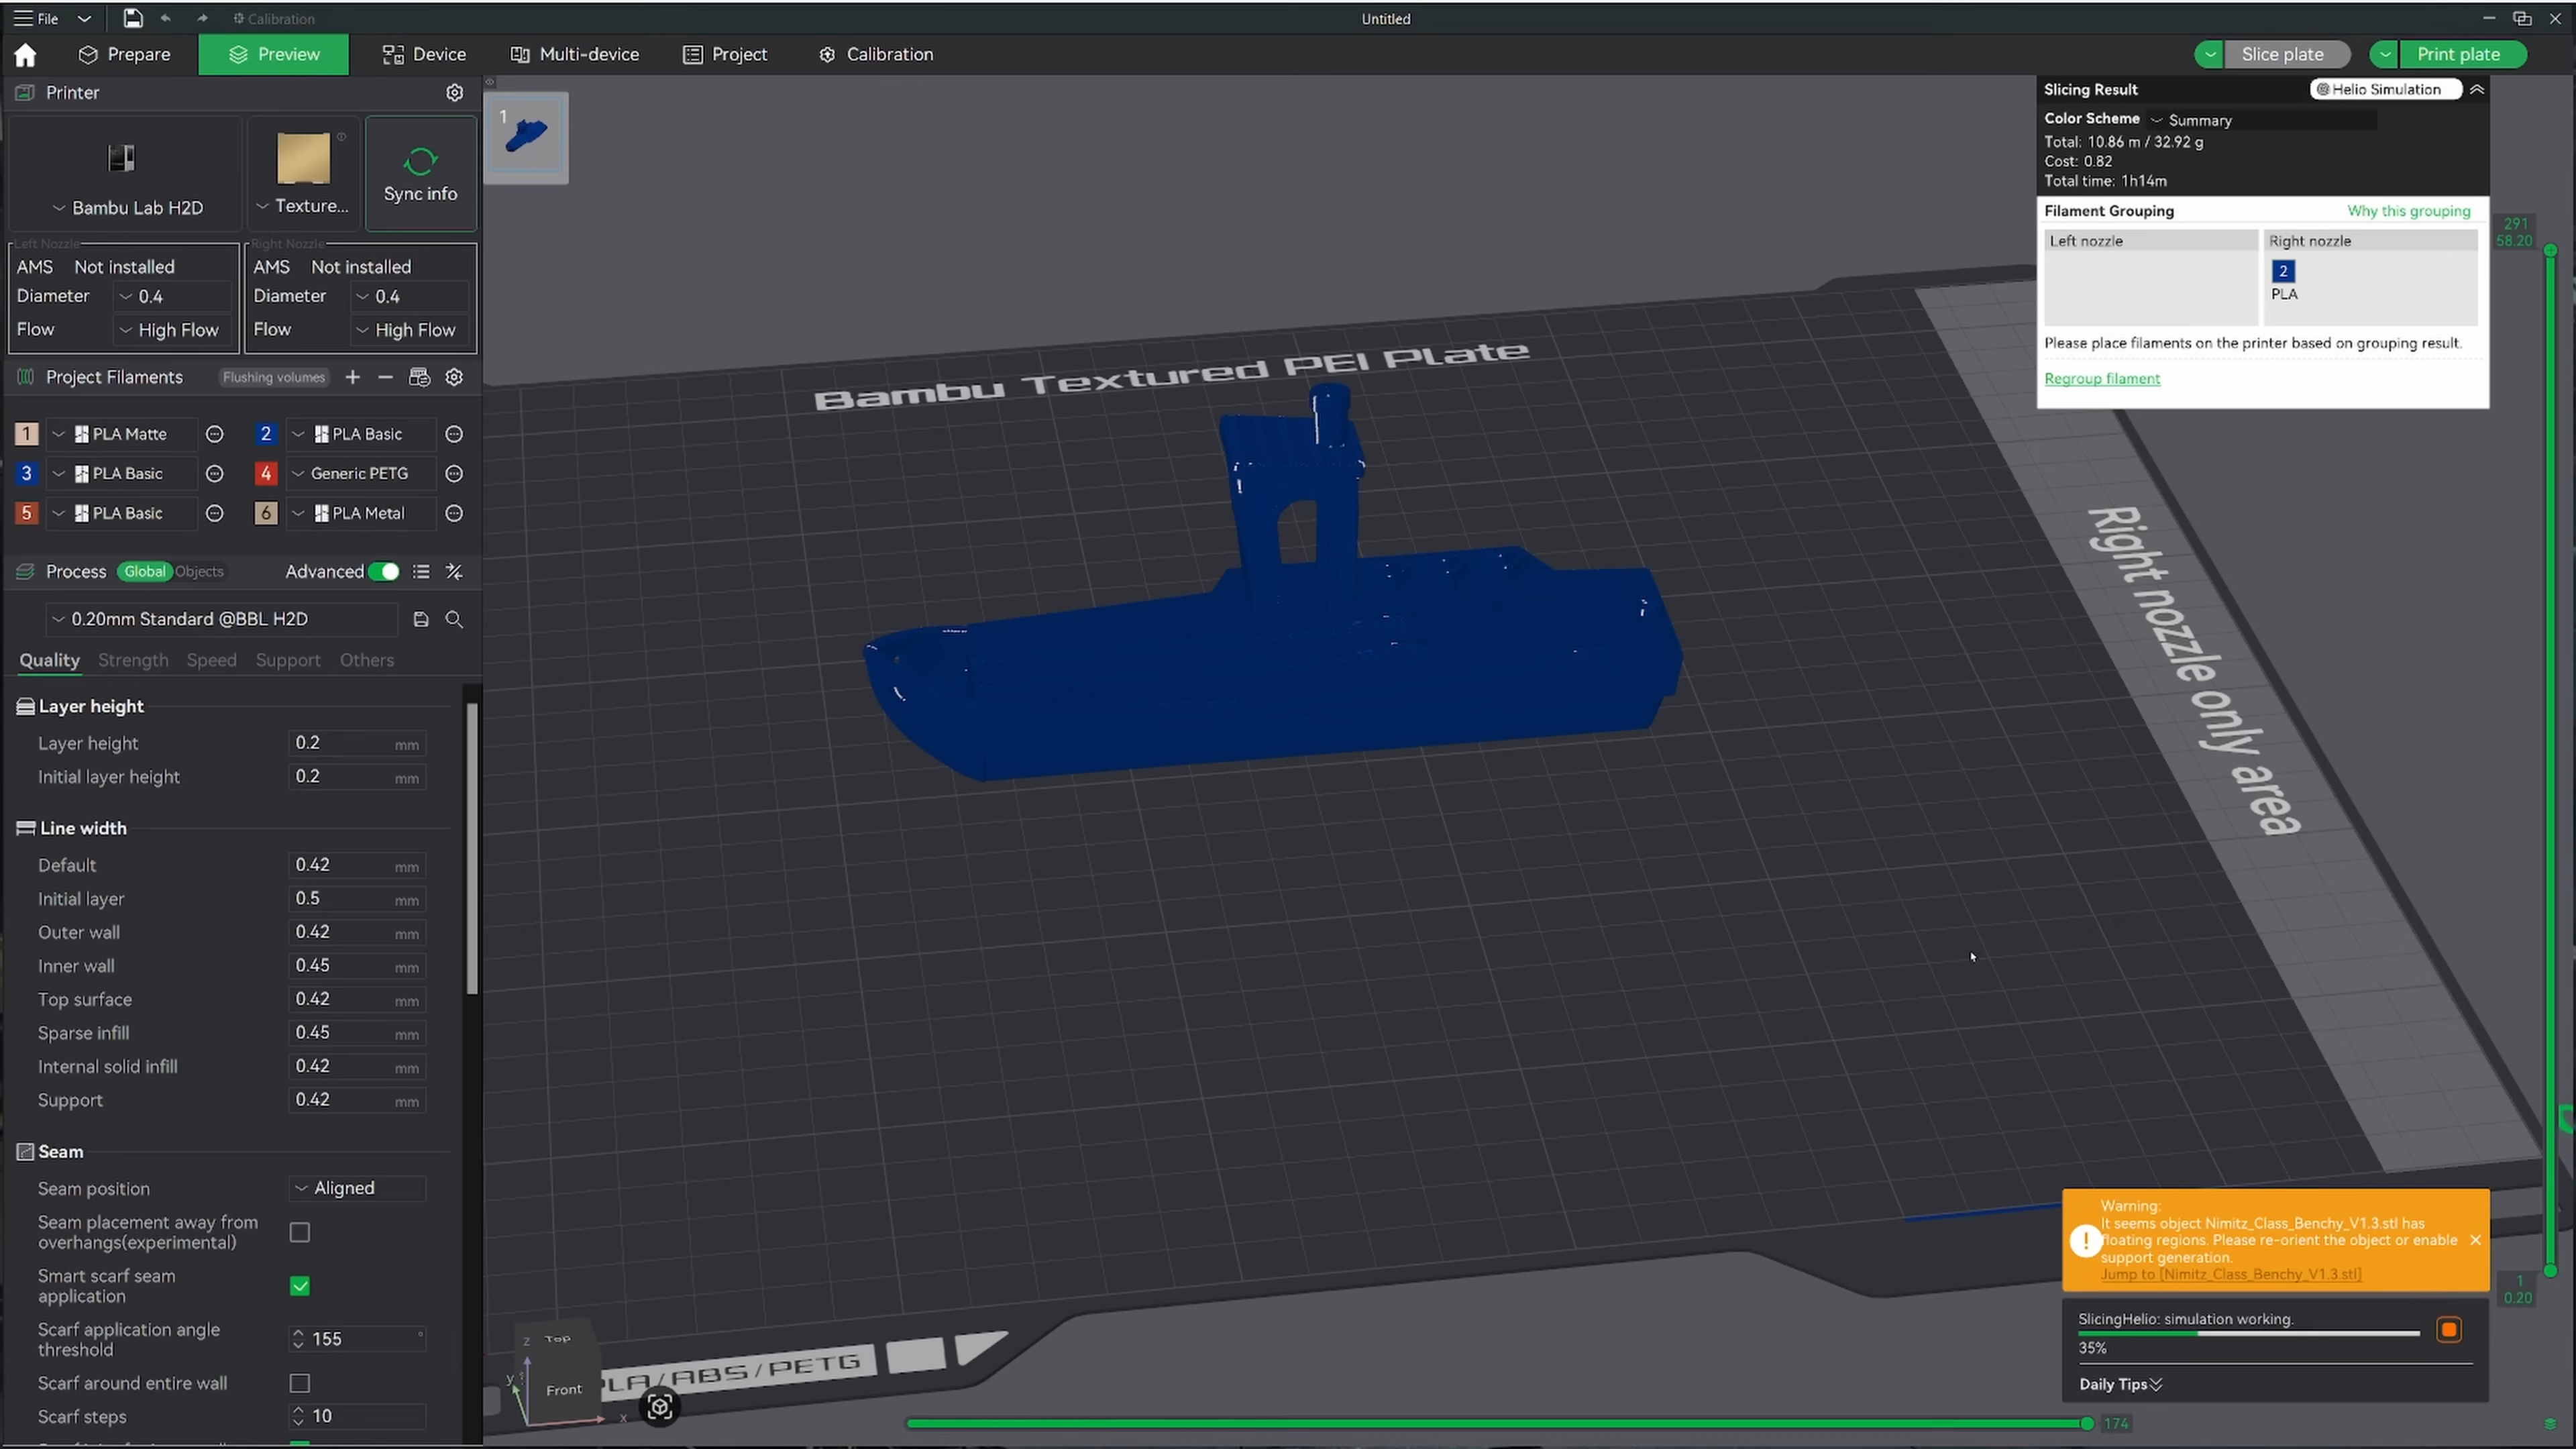 File
Calibration
Untitled
Prepare
Preview
Device
Multi-device
Project
Calibration
Slice plate
Print plate
Printer
Bambu Lab H2D
Texture...
Sync info
Left Nozzle
Right Nozzle
AMS Not installed
AMS Not installed
Diameter 0.4
Diameter 0.4
Flow High Flow
Flow High Flow
Project Filaments
Flushing volumes
1 PLA Matte
2 PLA Basic
3 PLA Basic
4 Generic PETG
5 PLA Basic
6 PLA Metal
Process
Global Objects
Advanced
0.20mm Standard @BBL H2D
Quality Strength Speed Support Others
Layer height
Layer height 0.2 mm
Initial layer height 0.2 mm
Line width
Default 0.42 mm
Initial layer 0.5 mm
Outer wall 0.42 mm
Inner wall 0.45 mm
Top surface 0.42 mm
Sparse infill 0.45 mm
Internal solid infill 0.42 mm
Support 0.42 mm
Seam
Seam position Aligned
Seam placement away from
overhangs(experimental)
Smart scarf seam
application
Scarf application angle
threshold 155 °
Scarf around entire wall
Scarf steps 10
1
Bambu Textured PEI Plate
Right nozzle only area
PLA/ABS/PETG
Top
Front
z
y
x
Slicing Result
Helio Simulation
Color Scheme Summary
Total: 10.86 m / 32.92 g
Cost: 0.82
Total time: 1h14m
Filament Grouping
Why this grouping
Left nozzle
Right nozzle
2
PLA
Please place filaments on the printer based on grouping result.
Regroup filament
291
58.20
Warning:
It seems object Nimitz_Class_Benchy_V1.3.stl has
floating regions. Please re-orient the object or enable
support generation.
Jump to [Nimitz_Class_Benchy_V1.3.stl]
1
0.20
SlicingHelio: simulation working.
35%
Daily Tips
174